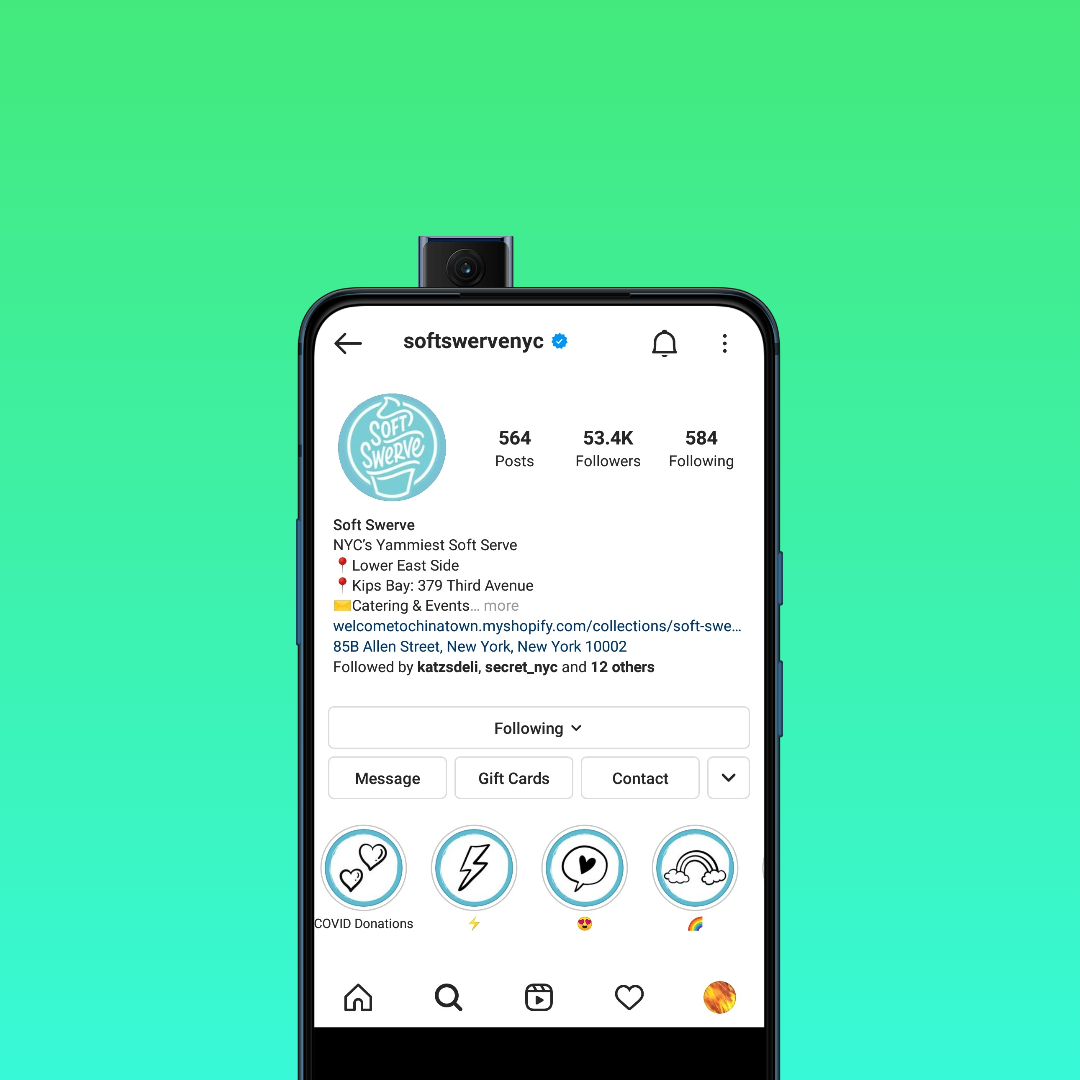 softswervenyc
SOFT
SWERVE
564 53.4K 584
Posts Followers Following
Soft Swerve
NYC's Yammiest Soft Serve
📍Lower East Side
📍Kips Bay: 379 Third Avenue
✉️Catering & Events… more
welcometochinatown.myshopify.com/collections/soft-swe…
85B Allen Street, New York, New York 10002
Followed by katzsdeli, secret_nyc and 12 others
Following
Message Gift Cards Contact
COVID Donations ⚡ 😍 🌈